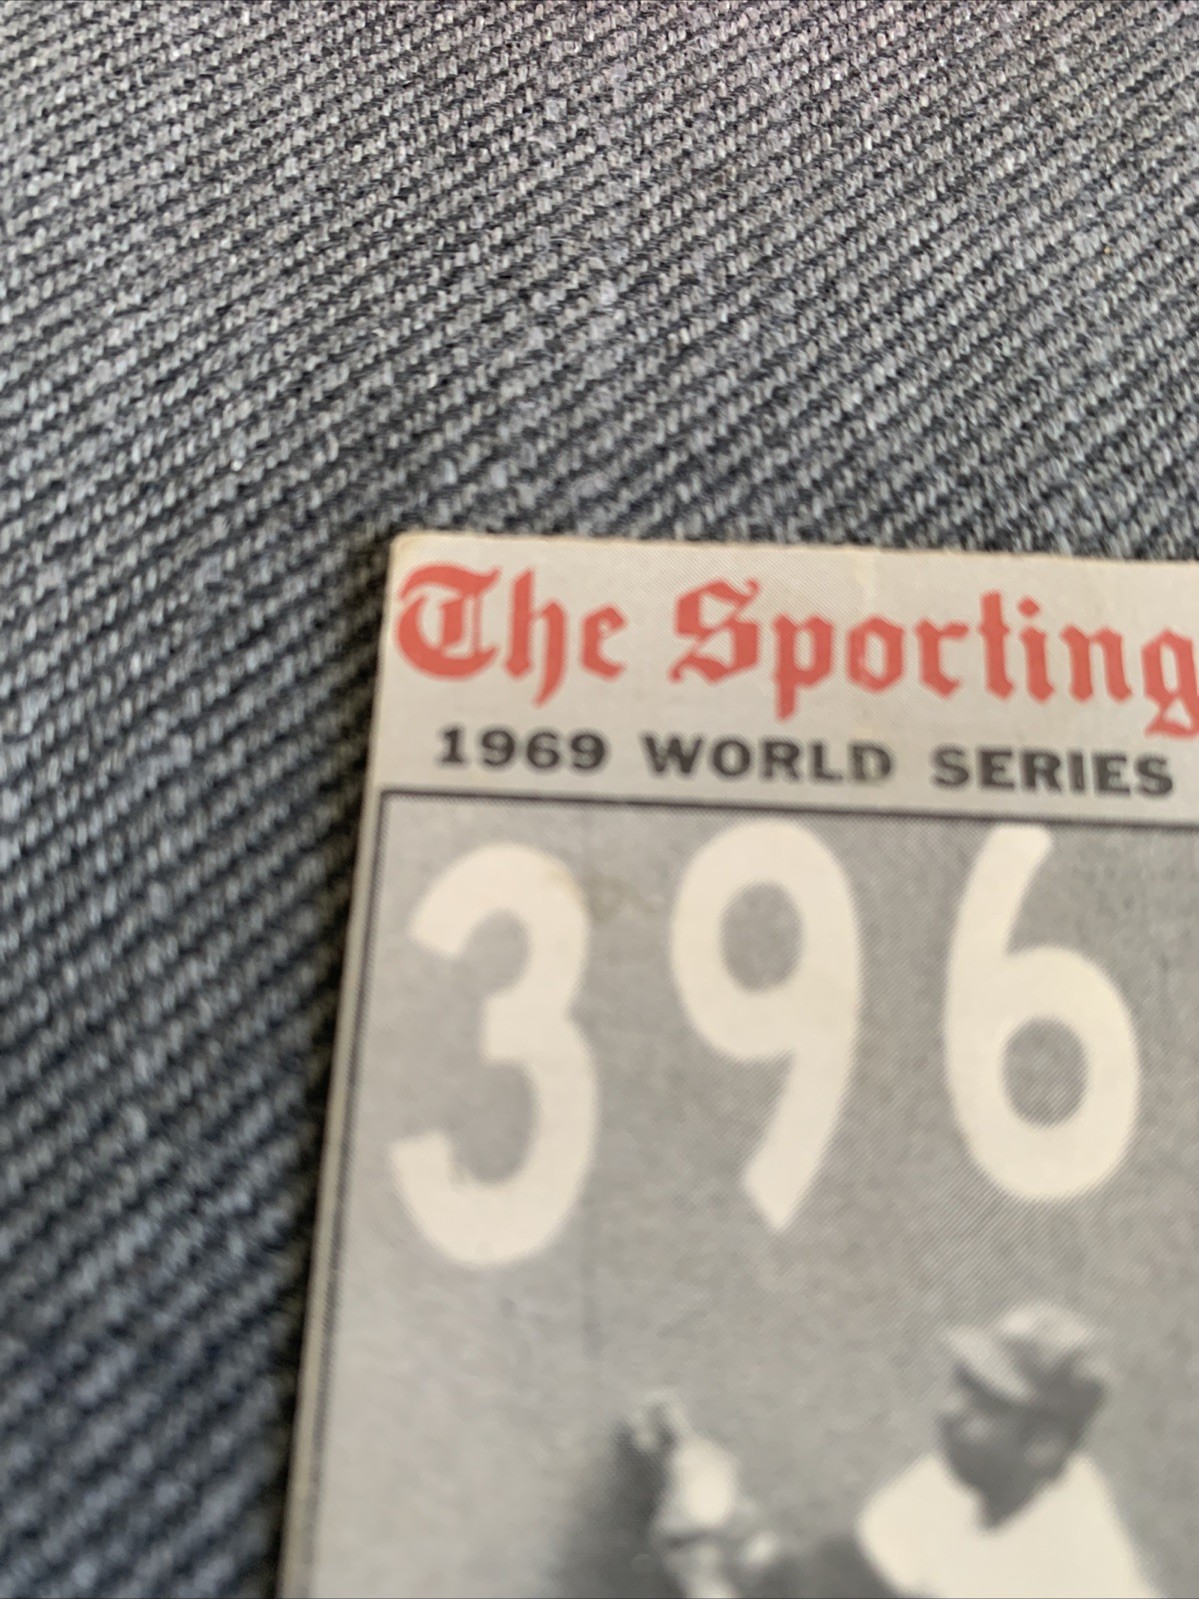 The Sporting
1969 WORLD SERIES
396